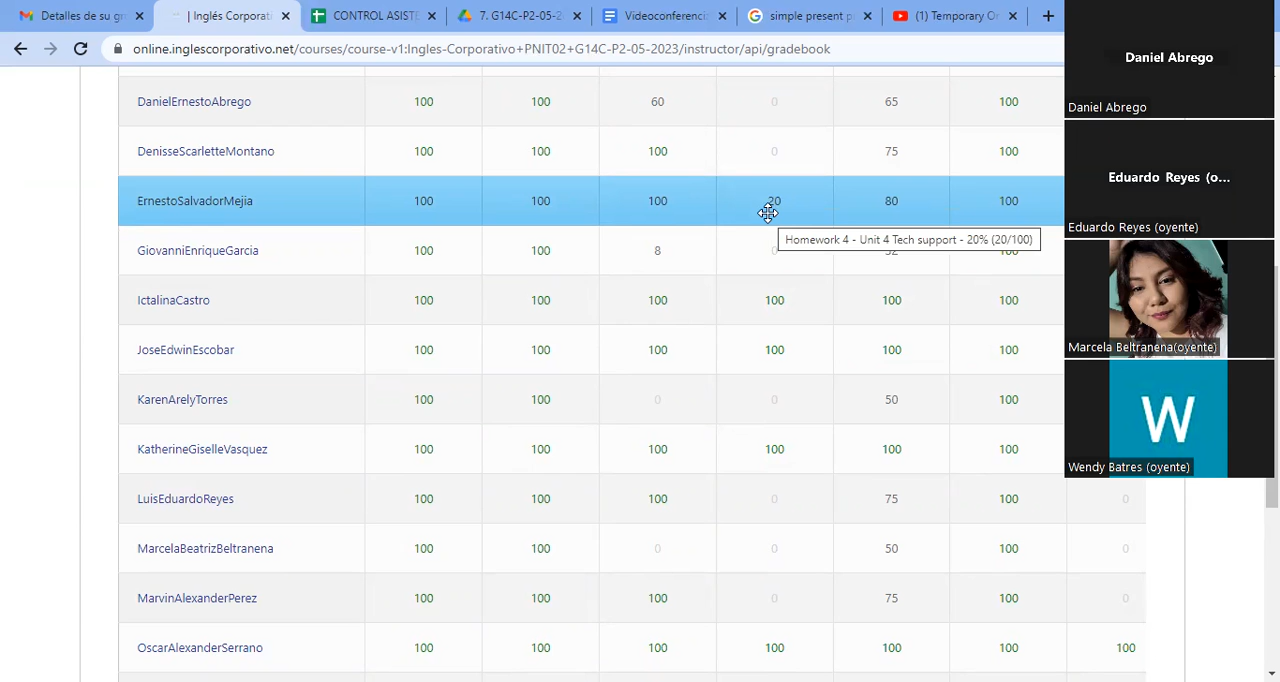 Detalles de su gr
| Inglés Corporati
CONTROL ASIST
7. G14C-P2-05-2
Videoconferenci
simple present p
(1) Temporary Or
online.inglescorporativo.net/courses/course-v1:Ingles-Corporativo+PNIT02+G14C-P2-05-2023/instructor/api/gradebook
DanielErnestoAbrego 100 100 60 0 65 100
DenisseScarletteMontano 100 100 100 0 75 100
ErnestoSalvadorMejia 100 100 100 20 80 100
Homework 4 - Unit 4 Tech support - 20% (20/100)
GiovanniEnriqueGarcia 100 100 8
IctalinaCastro 100 100 100 100 100 100
JoseEdwinEscobar 100 100 100 100 100 100
KarenArelyTorres 100 100 0 0 50 100
KatherineGiselleVasquez 100 100 100 100 100 100
LuisEduardoReyes 100 100 100 0 75 100 0
MarcelaBeatrizBeltranena 100 100 0 0 50 100 0
MarvinAlexanderPerez 100 100 100 0 75 100 0
OscarAlexanderSerrano 100 100 100 100 100 100 100
Daniel Abrego
Daniel Abrego
Eduardo Reyes (o...
Eduardo Reyes (oyente)
Marcela Beltranena(oyente)
W
Wendy Batres (oyente)